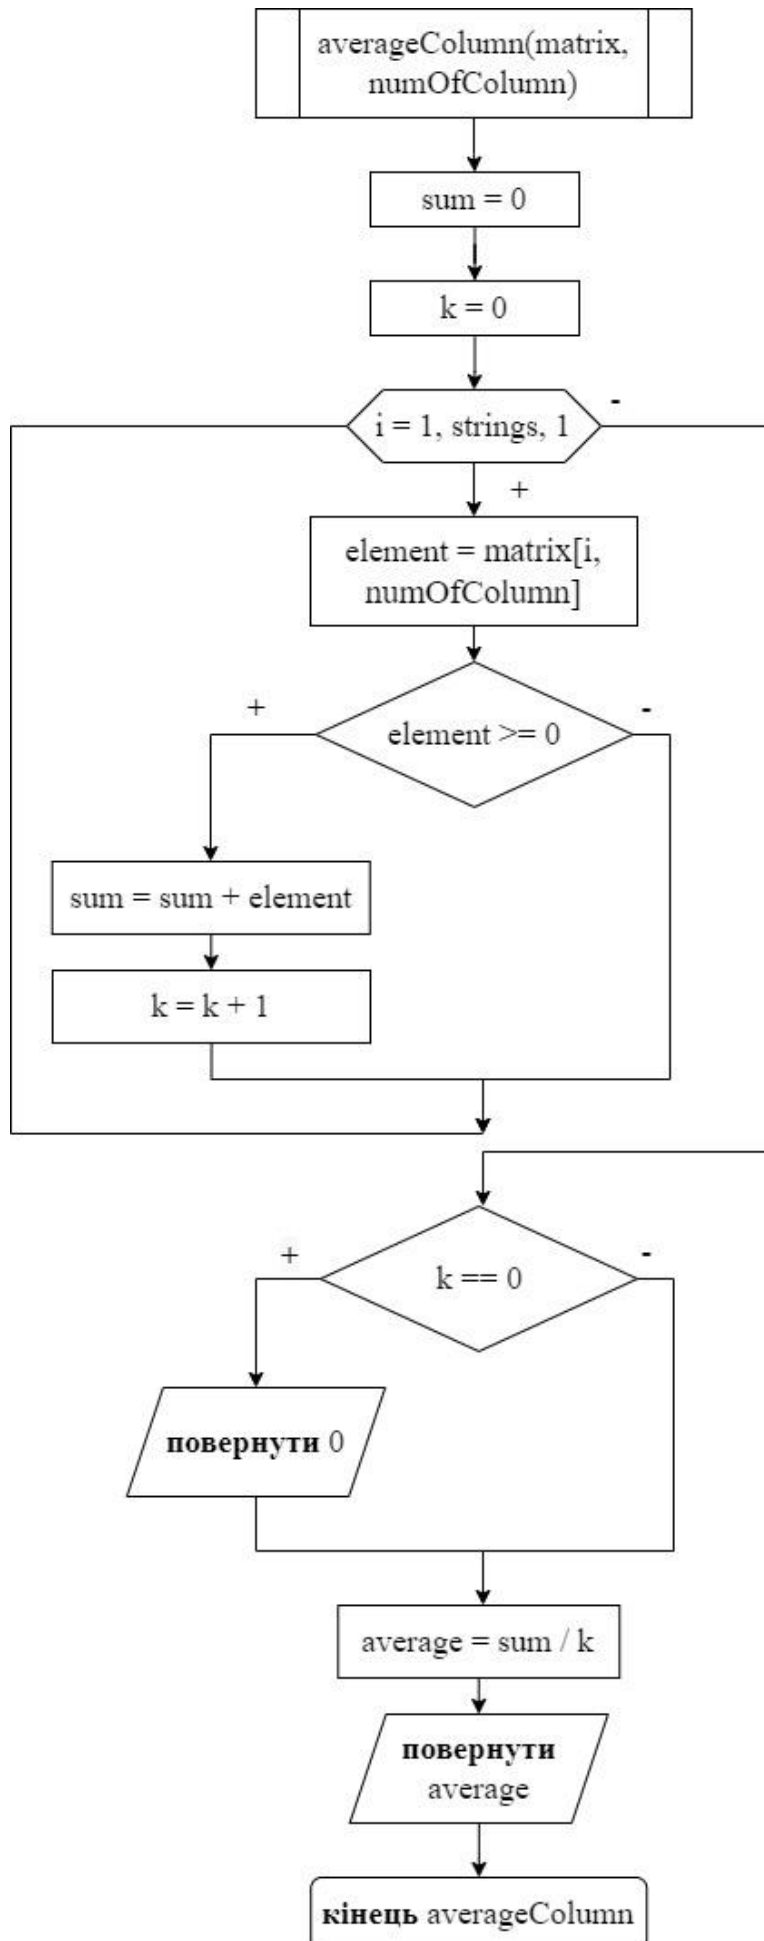 averageColumn(matrix,
numOfColumn)
sum = 0
k = 0
i = 1, strings, 1
-
+
element = matrix[i,
numOfColumn]
+
-
element >= 0
sum = sum + element
k = k + 1
+
-
k == 0
повернути 0
average = sum / k
повернути
average
кінець averageColumn